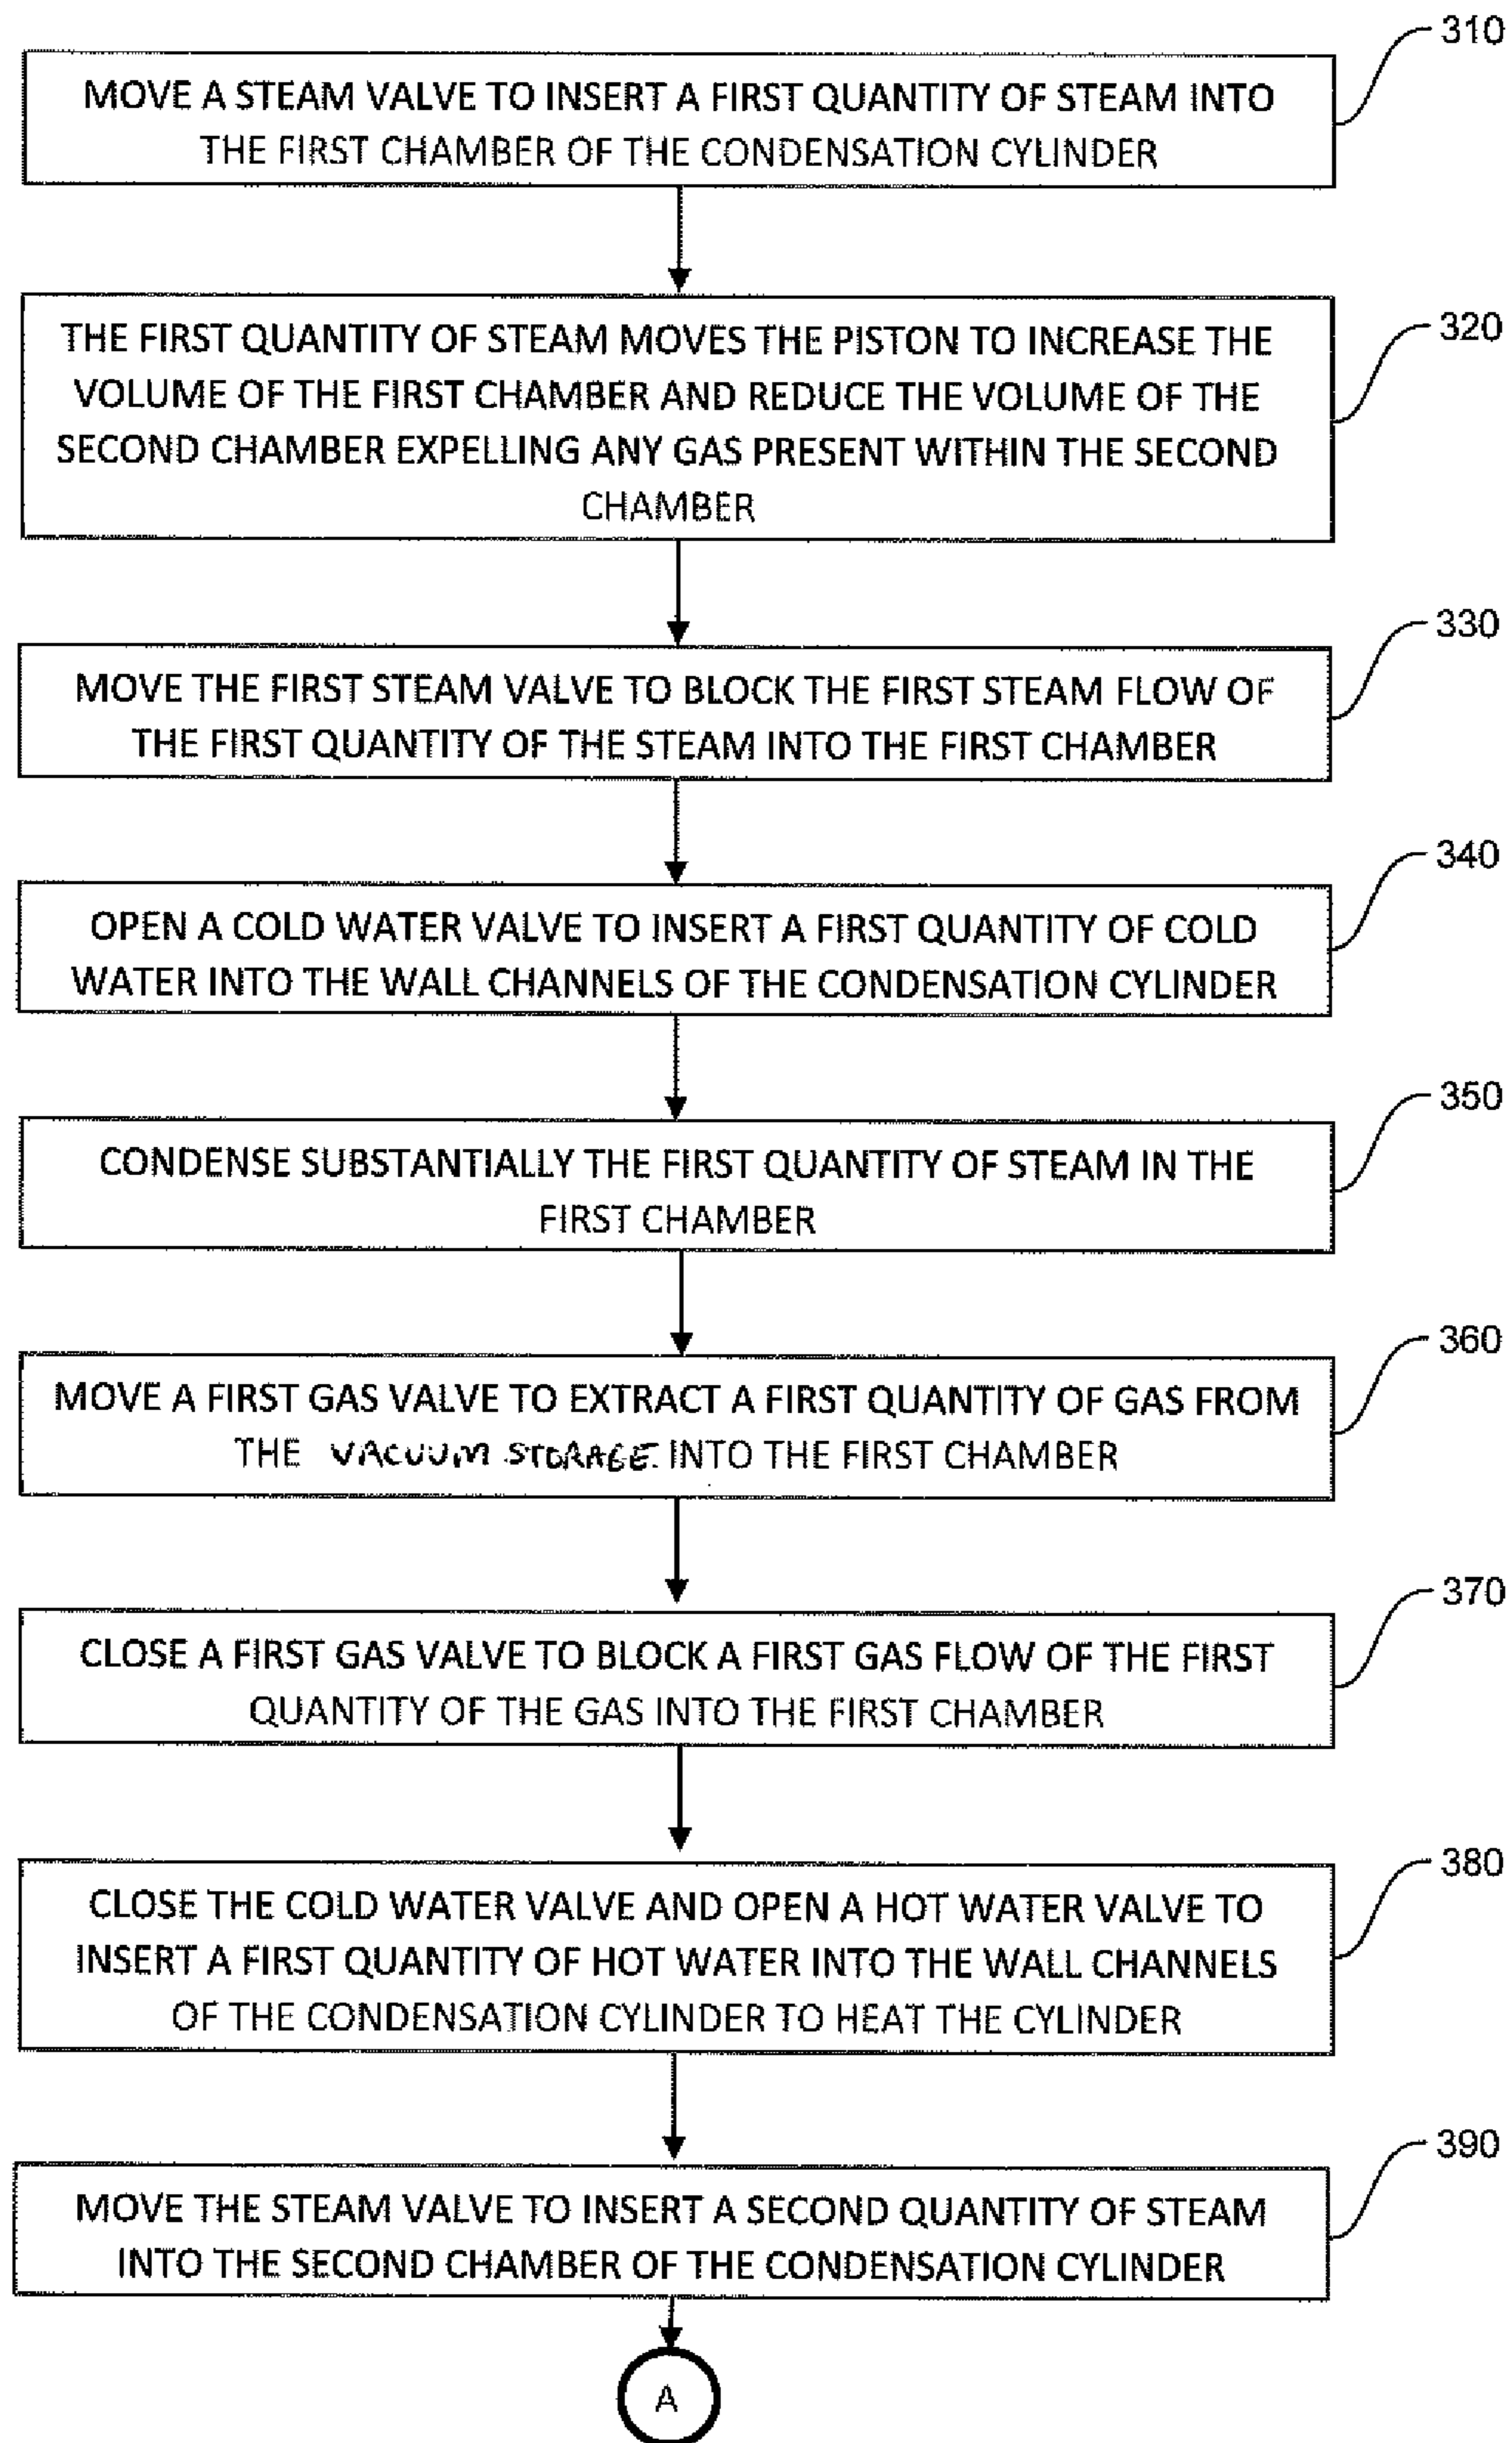 310
MOVE A STEAM VALVE TO INSERT A FIRST QUANTITY OF STEAM INTO
THE FIRST CHAMBER OF THE CONDENSATION CYLINDER
320
THE FIRST QUANTITY OF STEAM MOVES THE PISTON TO INCREASE THE
VOLUME OF THE FIRST CHAMBER AND REDUCE THE VOLUME OF THE
SECOND CHAMBER EXPELLING ANY GAS PRESENT WITHIN THE SECOND
CHAMBER
330
MOVE THE FIRST STEAM VALVE TO BLOCK THE FIRST STEAM FLOW OF
THE FIRST QUANTITY OF THE STEAM INTO THE FIRST CHAMBER
340
OPEN A COLD WATER VALVE TO INSERT A FIRST QUANTITY OF COLD
WATER INTO THE WALL CHANNELS OF THE CONDENSATION CYLINDER
350
CONDENSE SUBSTANTIALLY THE FIRST QUANTITY OF STEAM IN THE
FIRST CHAMBER
360
MOVE A FIRST GAS VALVE TO EXTRACT A FIRST QUANTITY OF GAS FROM
THE VACUUM STORAGE. INTO THE FIRST CHAMBER
370
CLOSE A FIRST GAS VALVE TO BLOCK A FIRST GAS FLOW OF THE FIRST
QUANTITY OF THE GAS INTO THE FIRST CHAMBER
380
CLOSE THE COLD WATER VALVE AND OPEN A HOT WATER VALVE TO
INSERT A FIRST QUANTITY OF HOT WATER INTO THE WALL CHANNELS
OF THE CONDENSATION CYLINDER TO HEAT THE CYLINDER
390
MOVE THE STEAM VALVE TO INSERT A SECOND QUANTITY OF STEAM
INTO THE SECOND CHAMBER OF THE CONDENSATION CYLINDER
A